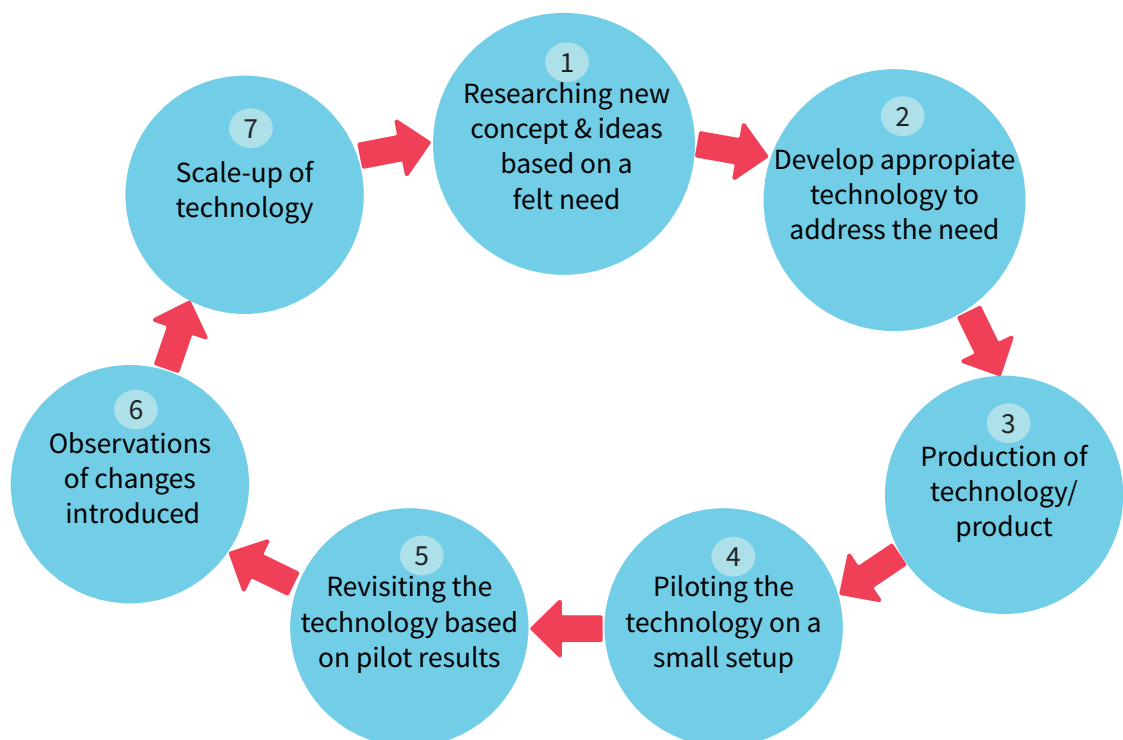 1
Researching new
concept & ideas
based on a
felt need
2
Develop appropiate
technology to
address the need
3
Production of
technology/
product
4
Piloting the
technology on a
small setup
5
Revisiting the
technology based
on pilot results
6
Observations
of changes
introduced
7
Scale-up of
technology